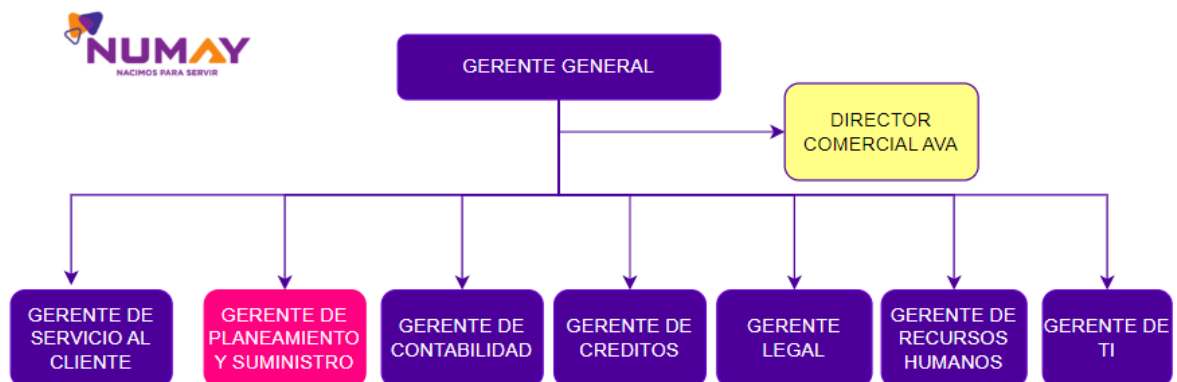 NUMAY
NACIMOS PARA SERVIR
GERENTE GENERAL
DIRECTOR
COMERCIAL AVA
GERENTE DE
SERVICIO AL
CLIENTE
GERENTE DE
PLANEAMIENTO
Y SUMINISTRO
GERENTE DE
CONTABILIDAD
GERENTE DE
CREDITOS
GERENTE
LEGAL
GERENTE DE
RECURSOS
HUMANOS
GERENTE DE
TI